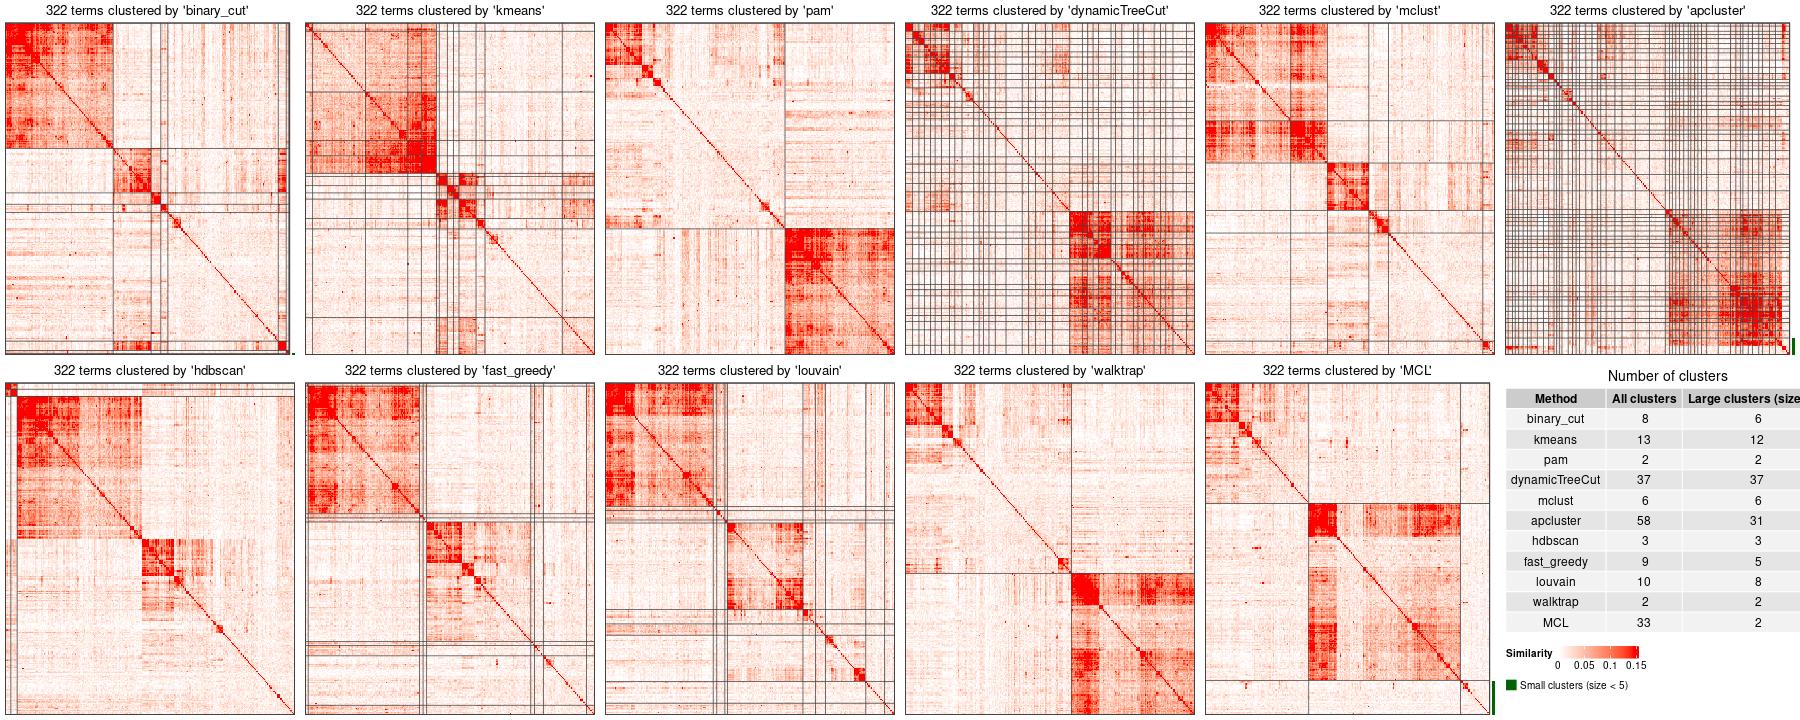 322 terms clustered by 'binary_cut'
322 terms clustered by 'kmeans'
322 terms clustered by 'pam'
322 terms clustered by 'dynamicTreeCut'
322 terms clustered by 'mclust'
322 terms clustered by 'apcluster'
322 terms clustered by 'hdbscan'
322 terms clustered by 'fast_greedy'
322 terms clustered by 'louvain'
322 terms clustered by 'walktrap'
322 terms clustered by 'MCL'
Number of clusters
Method All clusters Large clusters (size
binary_cut 8 6
kmeans 13 12
pam 2 2
dynamicTreeCut 37 37
mclust 6 6
apcluster 58 31
hdbscan 3 3
fast_greedy 9 5
louvain 10 8
walktrap 2 2
MCL 33 2
Similarity
0 0.05 0.1 0.15
Small clusters (size < 5)